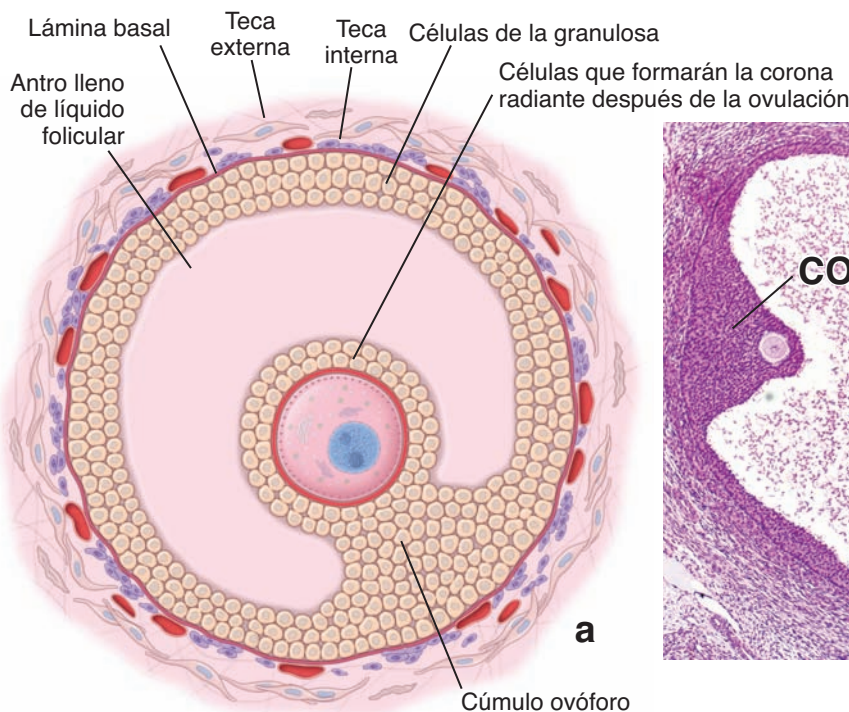 Lámina basal
Teca
externa
Teca
interna
Células de la granulosa
Antro lleno
de líquido
folicular
Células que formarán la corona
radiante después de la ovulación
CO
a
Cúmulo ovóforo